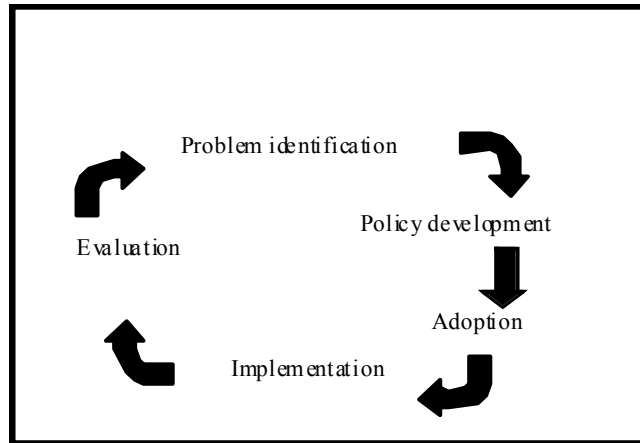 Problem identification
Policy development
Evaluation
Adoption
Implementation